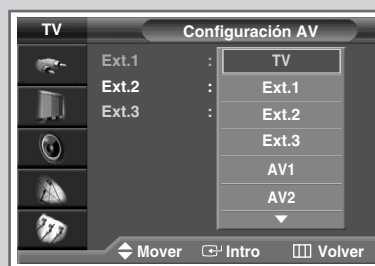 TV Configuración AV
Ext.1 : TV
Ext.2 : Ext.1
Ext.3 : Ext.2
Ext.3
AV1
AV2
Mover Intro Volver